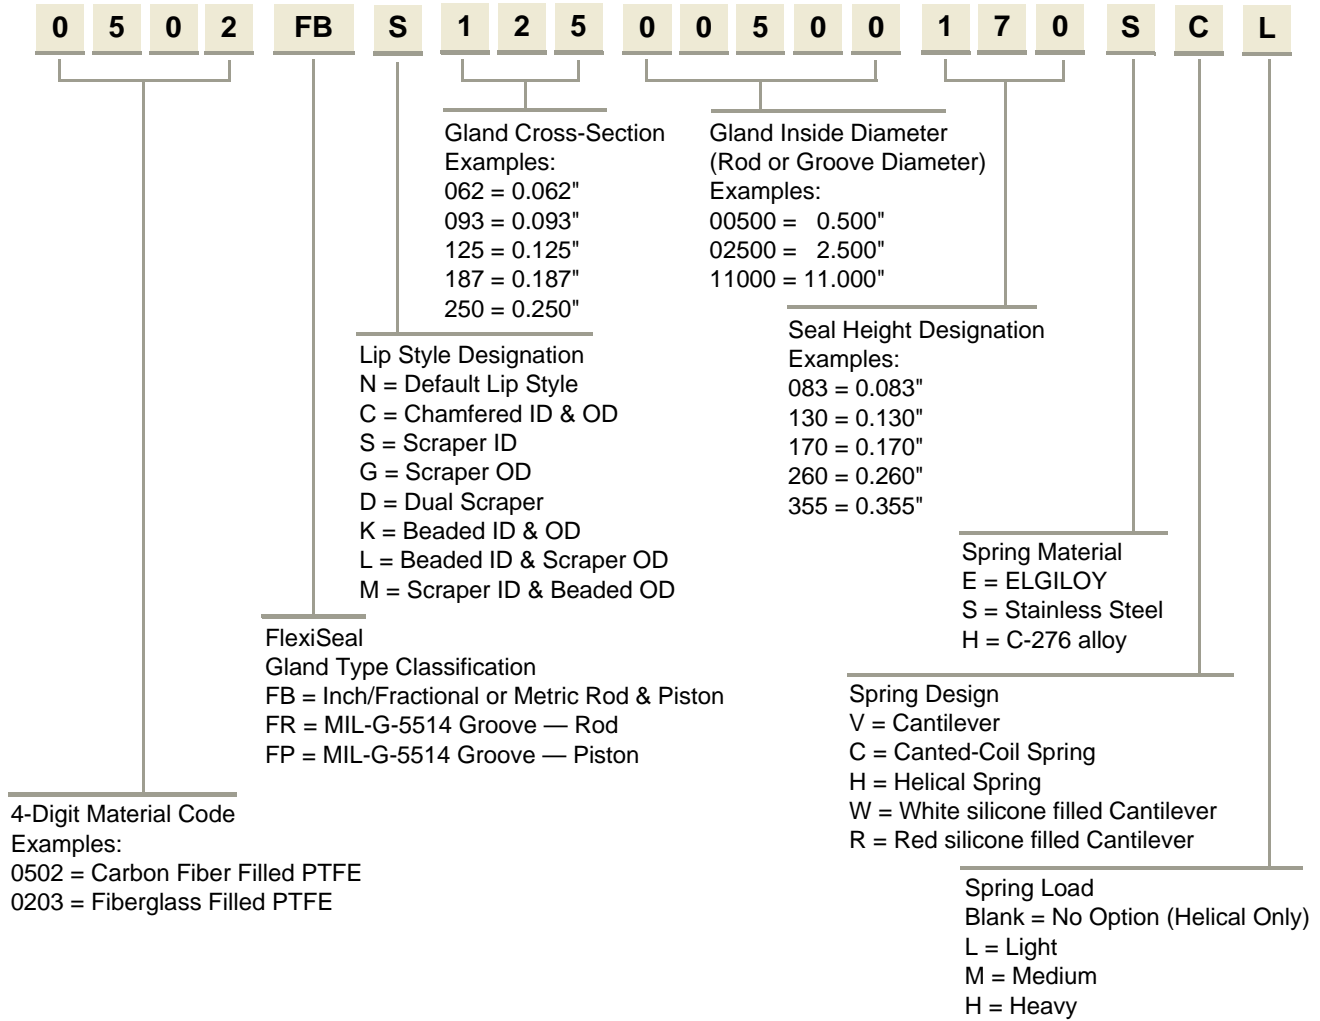 0 5 0 2 FB S 1 2 5 0 0 5 0 0 1 7 0 S C L
Gland Cross-Section
Examples:
062 = 0.062"
093 = 0.093"
125 = 0.125"
187 = 0.187"
250 = 0.250"
Gland Inside Diameter
(Rod or Groove Diameter)
Examples:
00500 = 0.500"
02500 = 2.500"
11000 = 11.000"
Seal Height Designation
Examples:
083 = 0.083"
130 = 0.130"
170 = 0.170"
260 = 0.260"
355 = 0.355"
Lip Style Designation
N = Default Lip Style
C = Chamfered ID & OD
S = Scraper ID
G = Scraper OD
D = Dual Scraper
K = Beaded ID & OD
L = Beaded ID & Scraper OD
M = Scraper ID & Beaded OD
Spring Material
E = ELGILOY
S = Stainless Steel
H = C-276 alloy
FlexiSeal
Gland Type Classification
FB = Inch/Fractional or Metric Rod & Piston
FR = MIL-G-5514 Groove — Rod
FP = MIL-G-5514 Groove — Piston
Spring Design
V = Cantilever
C = Canted-Coil Spring
H = Helical Spring
W = White silicone filled Cantilever
R = Red silicone filled Cantilever
4-Digit Material Code
Examples:
0502 = Carbon Fiber Filled PTFE
0203 = Fiberglass Filled PTFE
Spring Load
Blank = No Option (Helical Only)
L = Light
M = Medium
H = Heavy